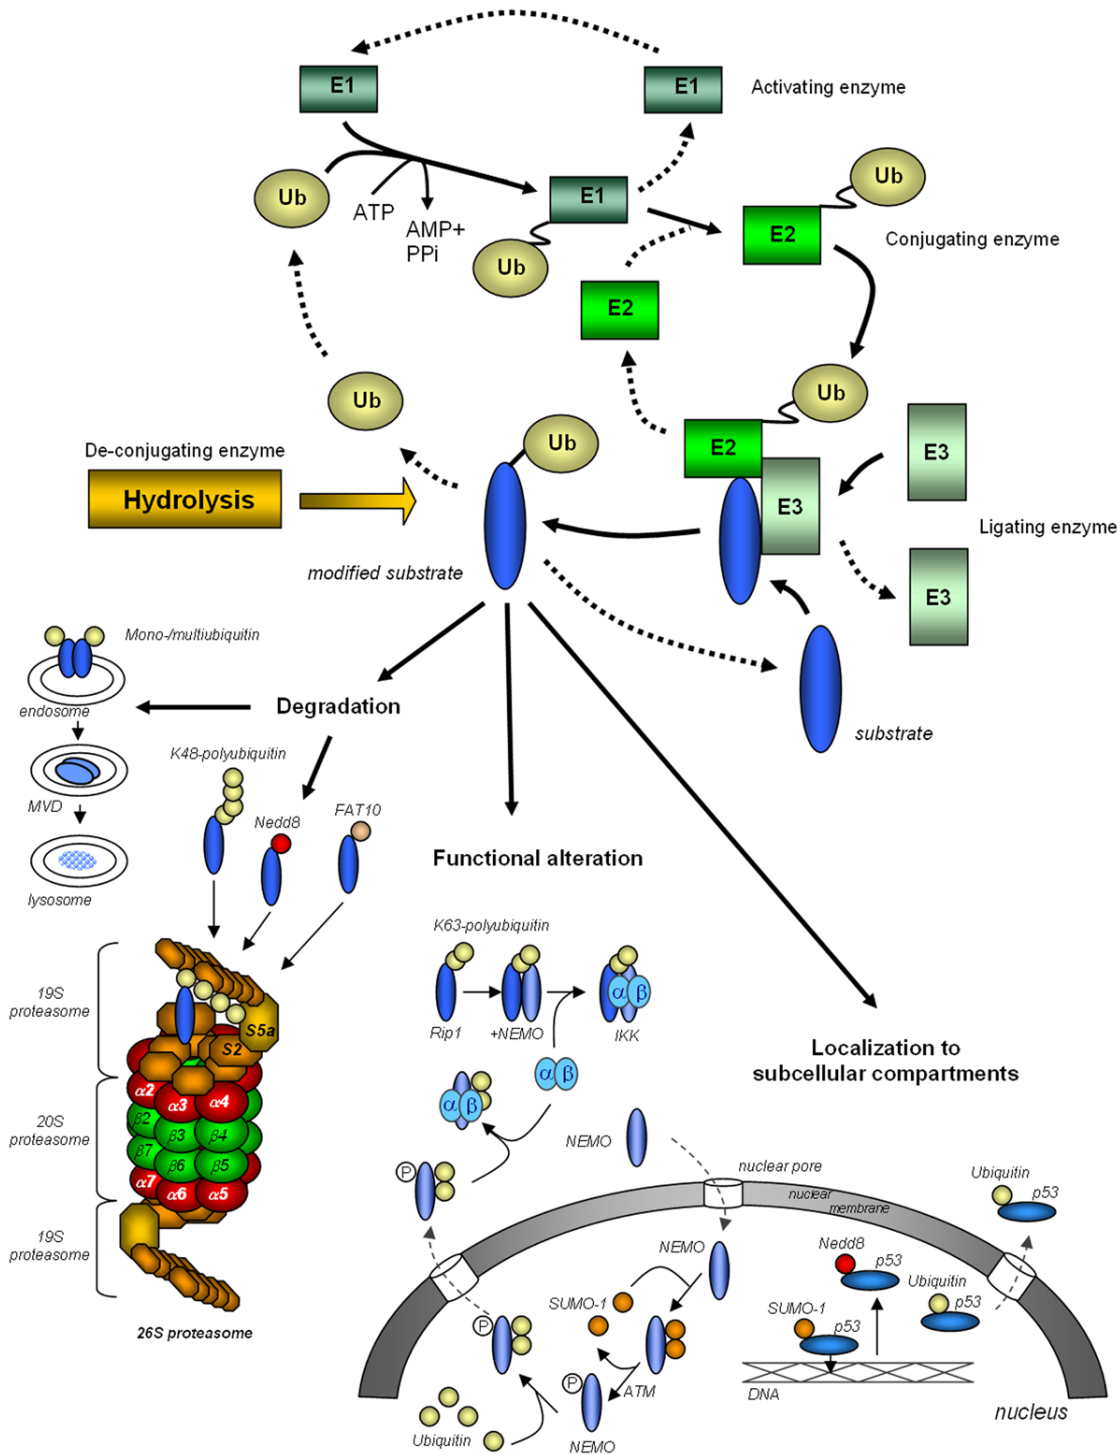 E1
E1
Activating enzyme
Ub
ATP
AMP+
PPi
E1
Ub
Ub
E2
Conjugating enzyme
E2
Ub
Ub
E2
E3
E3
Ligating enzyme
E3
De-conjugating enzyme
Hydrolysis
Ub
modified substrate
substrate
Mono-/multiubiquitin
endosome
MVD
lysosome
Degradation
K48-polyubiquitin
Nedd8
FAT10
Functional alteration
K63-polyubiquitin
Rip1
+NEMO
α β
IKK
α β
α β
Localization to
subcellular compartments
19S
proteasome
20S
proteasome
19S
proteasome
S5a
S2
α2
α3
α4
β2
β3
β4
β7
β6
β5
α7
α6
α5
26S proteasome
NEMO
nuclear pore
nuclear
membrane
P
NEMO
SUMO-1
P
ATM
P
NEMO
Ubiquitin
Ubiquitin
p53
Nedd8
p53
Ubiquitin
p53
SUMO-1
p53
DNA
nucleus